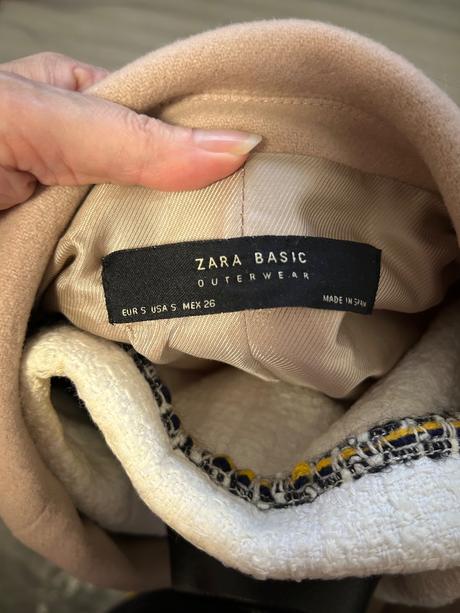 ZARA BASIC
OUTERWEAR
EUR S USA S MEX 26 MADE IN SPAIN